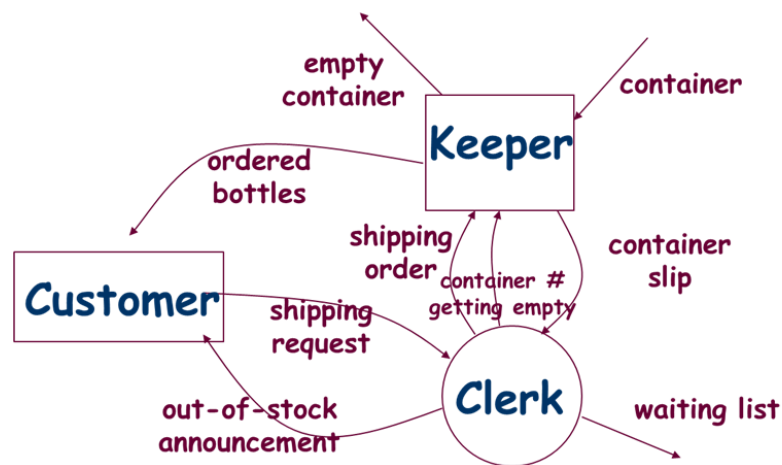 empty
container
container
Keeper
ordered
bottles
shipping
order
container #
getting empty
container
slip
Customer
shipping
request
Clerk
out-of-stock
announcement
waiting list